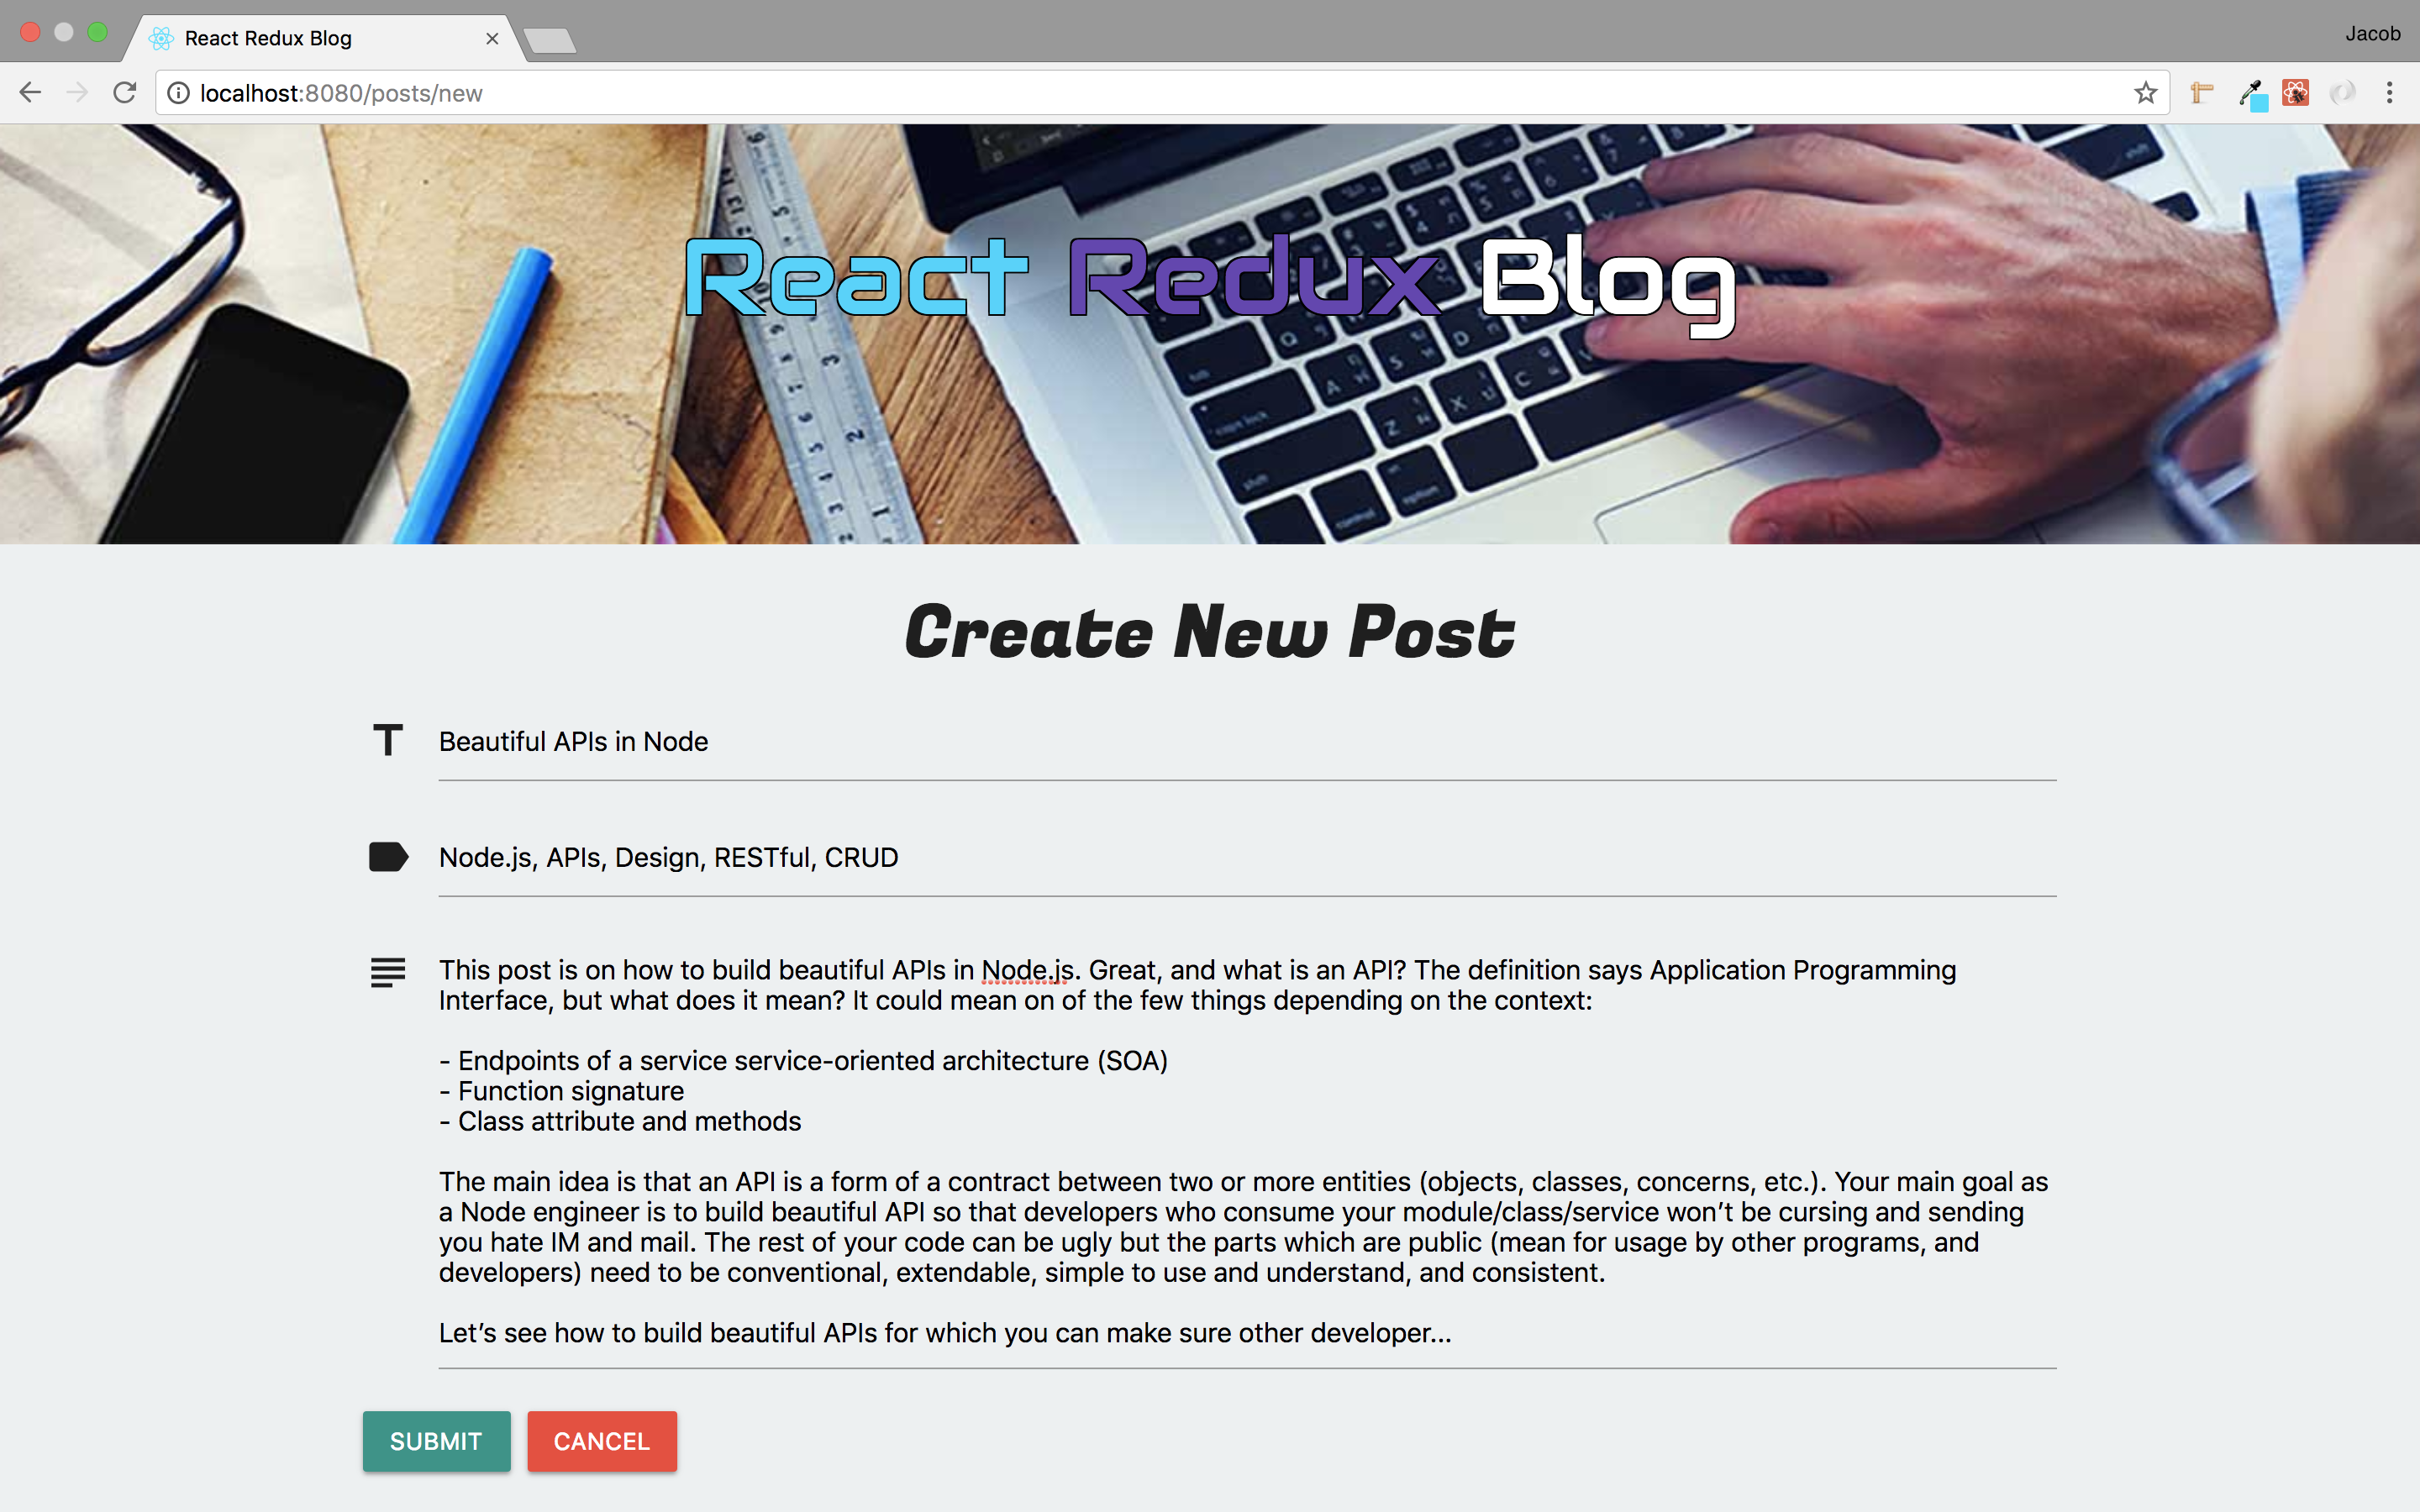 React Redux Blog
Jacob
localhost:8080/posts/new
React Redux Blog
Create New Post
Beautiful APIs in Node
Node.js, APIs, Design, RESTful, CRUD
This post is on how to build beautiful APIs in Node.js. Great, and what is an API? The definition says Application Programming
Interface, but what does it mean? It could mean on of the few things depending on the context:
- Endpoints of a service service-oriented architecture (SOA)
- Function signature
- Class attribute and methods
The main idea is that an API is a form of a contract between two or more entities (objects, classes, concerns, etc.). Your main goal as
a Node engineer is to build beautiful API so that developers who consume your module/class/service won’t be cursing and sending
you hate IM and mail. The rest of your code can be ugly but the parts which are public (mean for usage by other programs, and
developers) need to be conventional, extendable, simple to use and understand, and consistent.
Let’s see how to build beautiful APIs for which you can make sure other developer...
SUBMIT
CANCEL